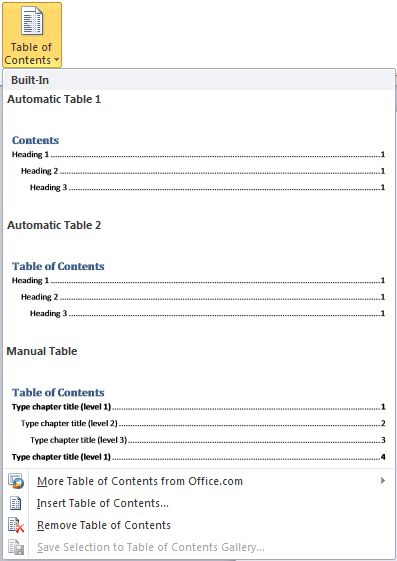 Table of
Contents
Built-In
Automatic Table 1
Contents
Heading 1........................................................................1
Heading 2........................................................................1
Heading 3........................................................................1
Automatic Table 2
Table of Contents
Heading 1........................................................................1
Heading 2........................................................................1
Heading 3........................................................................1
Manual Table
Table of Contents
Type chapter title (level 1)........................................................................1
Type chapter title (level 2)........................................................................2
Type chapter title (level 3)........................................................................3
Type chapter title (level 1)........................................................................4
More Table of Contents from Office.com
Insert Table of Contents...
Remove Table of Contents
Save Selection to Table of Contents Gallery...